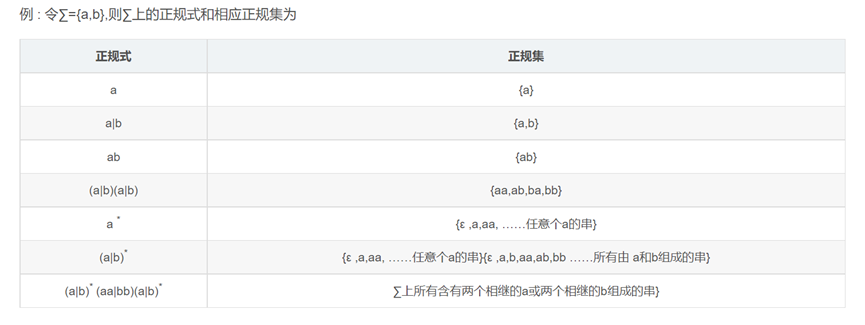 例 : 令∑={a,b},则∑上的正规式和相应正规集为
正规式 正规集
a {a}
a|b {a,b}
ab {ab}
(a|b)(a|b) {aa,ab,ba,bb}
a * {ε ,a,aa, ……任意个a的串}
(a|b)* {ε ,a,aa, ……任意个a的串}{ε ,a,b,aa,ab,bb ……所有由 a和b组成的串}
(a|b)* (aa|bb)(a|b)* ∑上所有含有两个相继的a或两个相继的b组成的串}